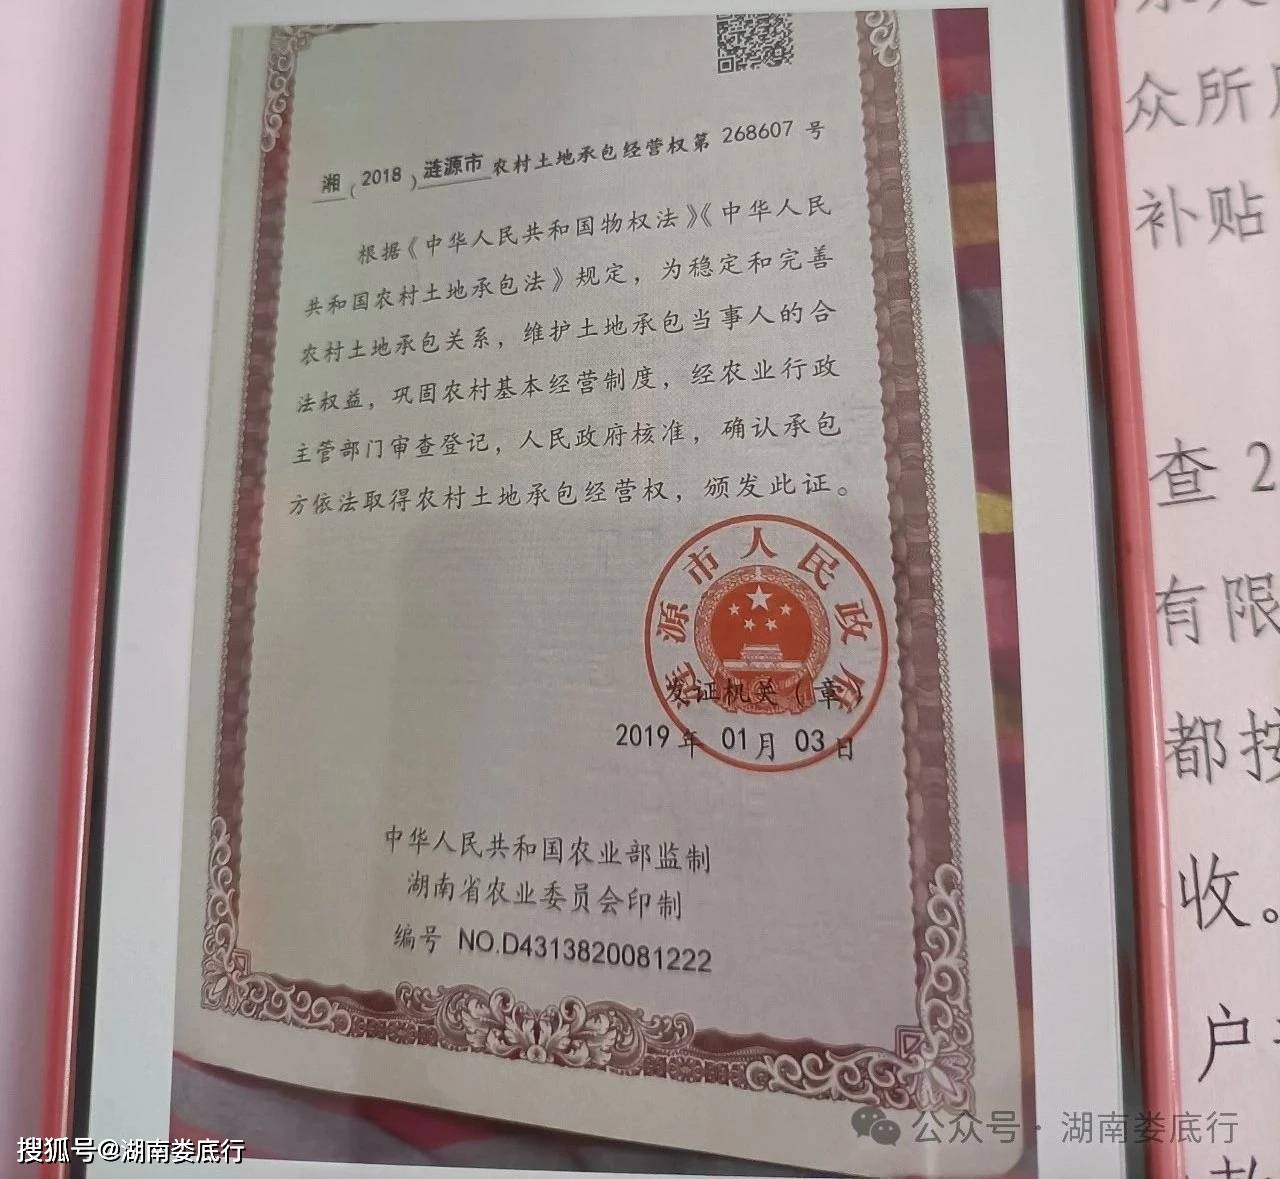 湘(2018)涟源市农村土地承包经营权第 268607 号
根据《中华人民共和国物权法》《中华人民
共和国农村土地承包法》规定，为稳定和完善
农村土地承包关系，维护土地承包当事人的合
法权益，巩固农村基本经营制度，经农业行政
主管部门审查登记，人民政府核准，确认承包
方依法取得农村土地承包经营权，颁发此证。
涟源市人民政府
发证机关（章）
2019 年 01 月 03 日
中华人民共和国农业部监制
湖南省农业委员会印制
编号 NO.D4313820081222
众所
补贴
查 2
有限
都按
收。
户
搜狐号@湖南娄底行
公众号·湖南娄底行